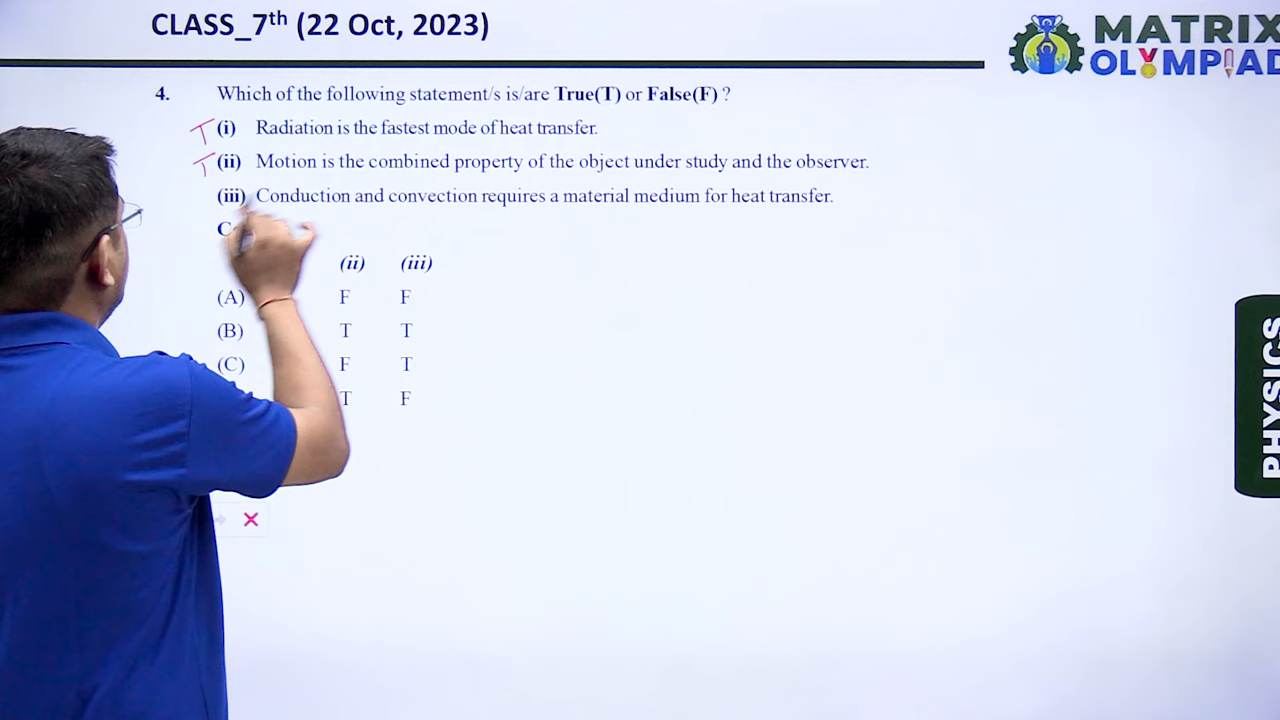 CLASS_7th (22 Oct, 2023)
MATRIX
OLYMPIAD
4. Which of the following statement/s is/are True(T) or False(F) ?
T (i) Radiation is the fastest mode of heat transfer.
T (ii) Motion is the combined property of the object under study and the observer.
(iii) Conduction and convection requires a material medium for heat transfer.
C
(ii) (iii)
(A) F F
(B) T T
(C) F T
T F
PHYSICS